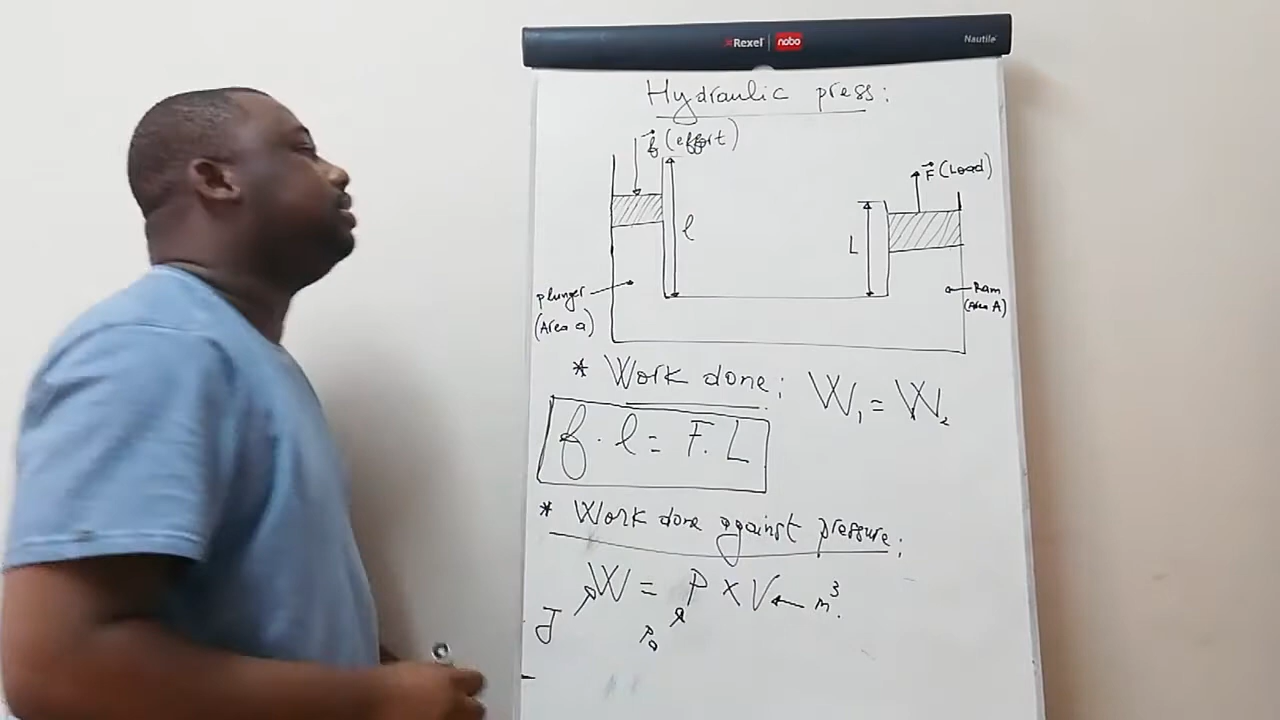 Rexel nobo Nautile
Hydraulic press:
f (effort)
F (Load)
l
L
plunger
(Area a)
Ram
(Area A)
* Work done: W₁ = W₂
f · l = F. L
* Work done against pressure:
W = P × V ← m³.
J
Pa